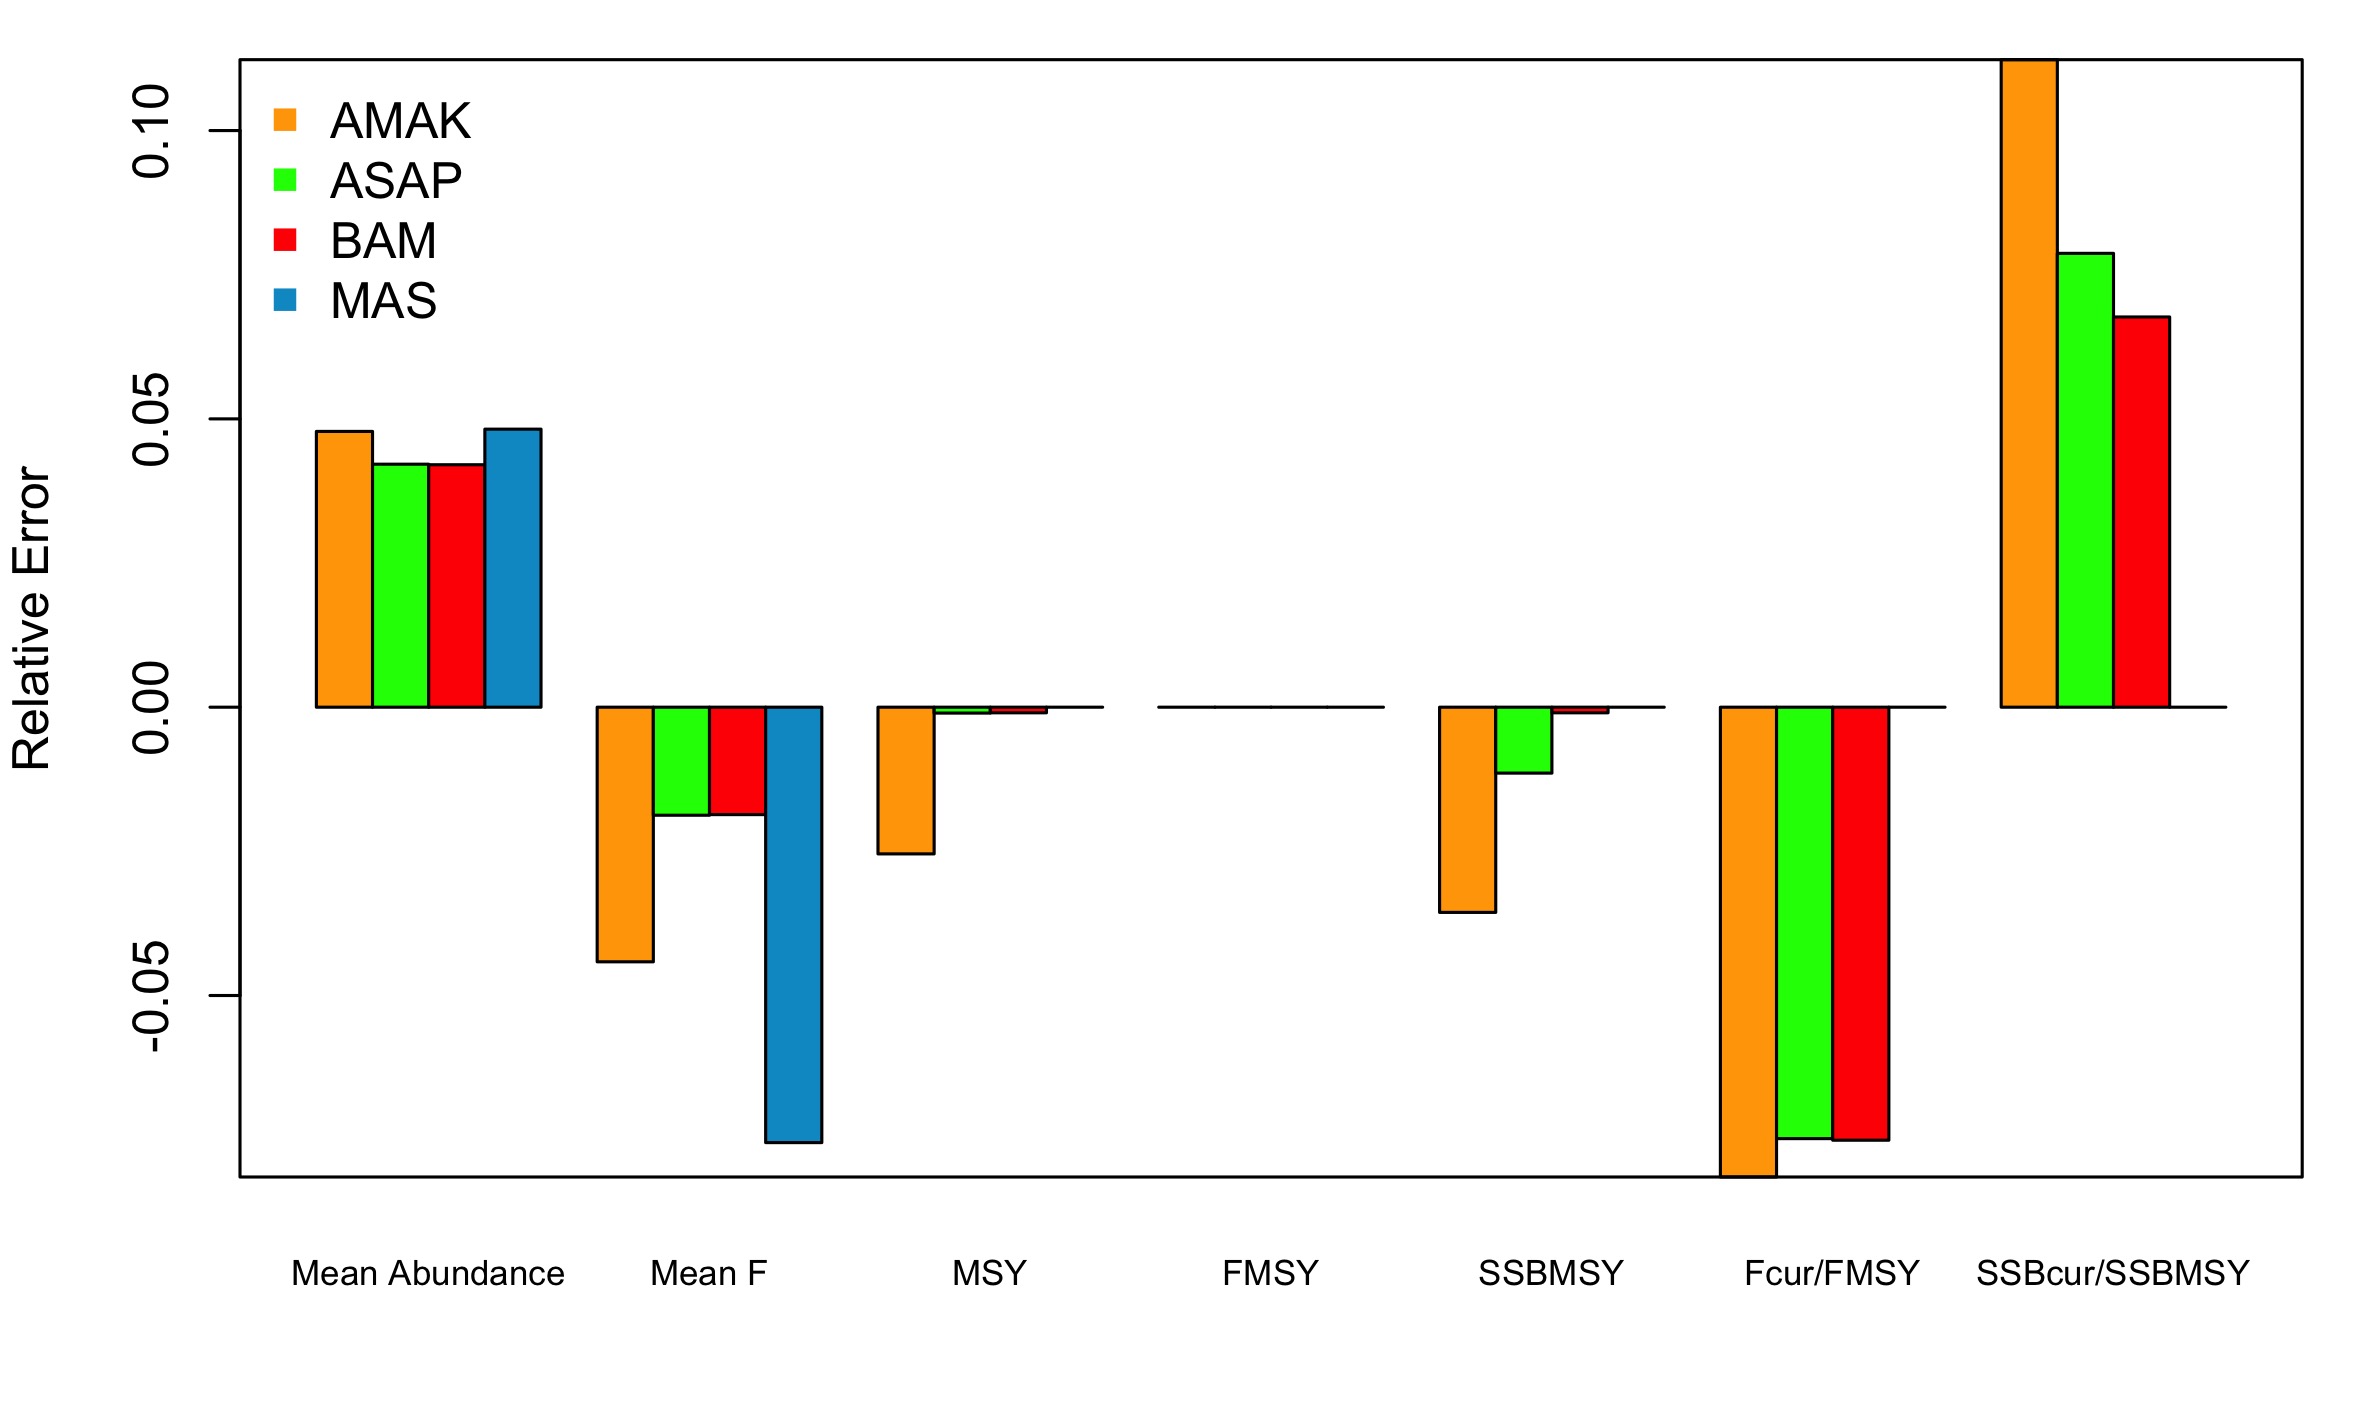 AMAK
ASAP
BAM
MAS
Relative Error
0.10
0.05
0.00
-0.05
Mean Abundance
Mean F
MSY
FMSY
SSBMSY
Fcur/FMSY
SSBcur/SSBMSY